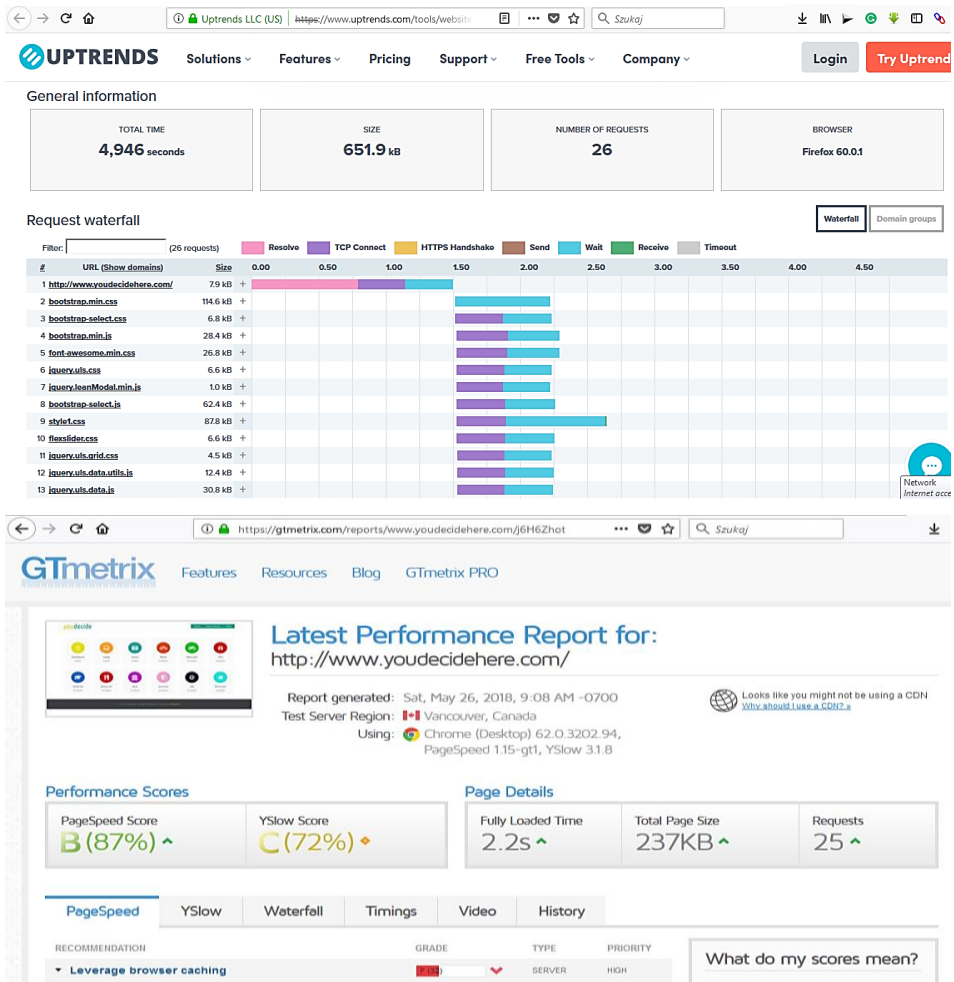 Uptrends LLC (US) https://www.uptrends.com/tools/website Szukaj
UPTRENDS Solutions Features Pricing Support Free Tools Company Login Try Uptrend
General information
TOTAL TIME SIZE NUMBER OF REQUESTS BROWSER
4,946 seconds 651.9 kB 26 Firefox 60.0.1
Request waterfall Waterfall Domain groups
Filter: (26 requests) Resolve TCP Connect HTTPS Handshake Send Wait Receive Timeout
# URL (Show domains) Size 0.00 0.50 1.00 1.50 2.00 2.50 3.00 3.50 4.00 4.50
1 http://www.youdecidehere.com/ 7.9 kB +
2 bootstrap.min.css 114.6 kB +
3 bootstrap-select.css 6.8 kB +
4 bootstrap.min.js 28.4 kB +
5 font-awesome.min.css 26.8 kB +
6 jquery.uls.css 6.6 kB +
7 jquery.leanModal.min.js 1.0 kB +
8 bootstrap-select.js 62.4 kB +
9 style1.css 87.8 kB +
10 flexslider.css 6.6 kB +
11 jquery.uls.grid.css 4.5 kB +
12 jquery.uls.data.utils.js 12.4 kB +
13 jquery.uls.data.js 30.8 kB +
Network
Internet acce
https://gtmetrix.com/reports/www.youdecidehere.com/j6H6Zhot Szukaj
GTmetrix Features Resources Blog GTmetrix PRO
youdecide
Latest Performance Report for:
http://www.youdecidehere.com/
Report generated: Sat, May 26, 2018, 9:08 AM -0700
Test Server Region: Vancouver, Canada
Using: Chrome (Desktop) 62.0.3202.94,
PageSpeed 1.15-gt1, YSlow 3.1.8
Looks like you might not be using a CDN
Why should I use a CDN? »
Performance Scores Page Details
PageSpeed Score YSlow Score Fully Loaded Time Total Page Size Requests
B (87%) C (72%) 2.2s 237KB 25
PageSpeed YSlow Waterfall Timings Video History
RECOMMENDATION GRADE TYPE PRIORITY
What do my scores mean?
Leverage browser caching F (32) SERVER HIGH